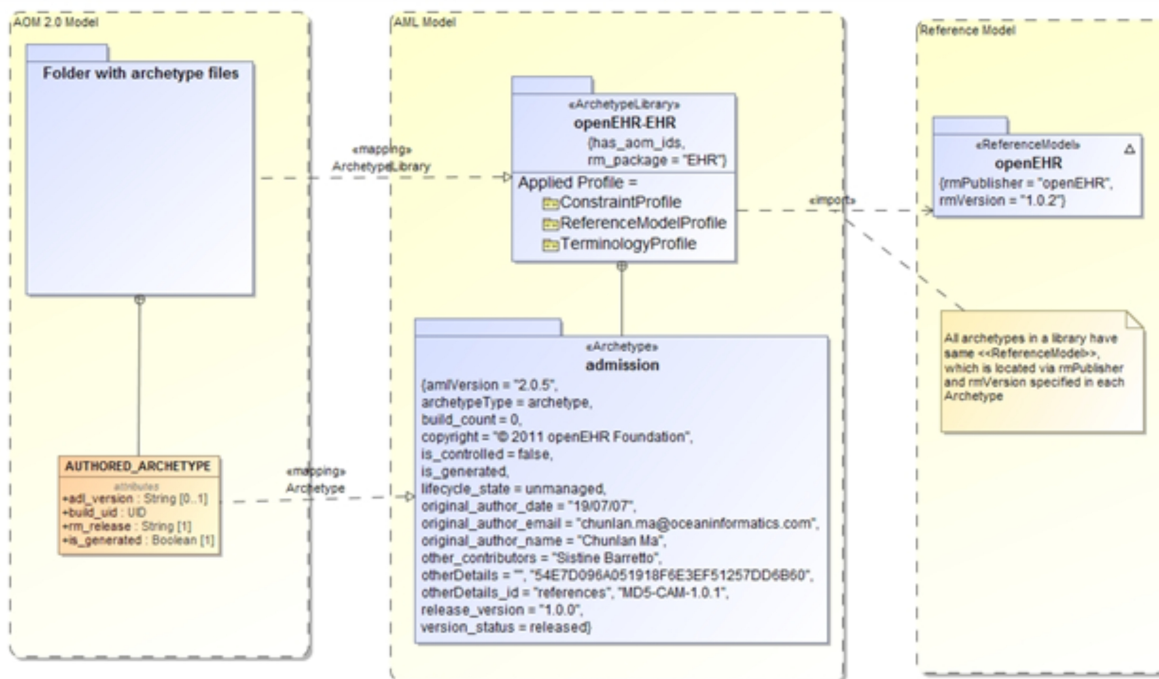 AOM 2.0 Model
Folder with archetype files
AUTHORED_ARCHETYPE
attributes
+adl_version : String [0..1]
+build_uid : UID
+rm_release : String [1]
+is_generated : Boolean [1]
«mapping»
ArchetypeLibrary
«mapping»
Archetype
AML Model
«ArchetypeLibrary»
openEHR-EHR
{has_aom_ids,
rm_package = "EHR"}
Applied Profile =
ConstraintProfile
ReferenceModelProfile
TerminologyProfile
«Archetype»
admission
{amlVersion = "2.0.5",
archetypeType = archetype,
build_count = 0,
copyright = "© 2011 openEHR Foundation",
is_controlled = false,
is_generated,
lifecycle_state = unmanaged,
original_author_date = "19/07/07",
original_author_email = "chunlan.ma@oceaninformatics.com",
original_author_name = "Chunlan Ma",
other_contributors = "Sistine Barretto",
otherDetails = "", "54E7D096A051918F6E3EF51257DD6B60",
otherDetails_id = "references", "MD5-CAM-1.0.1",
release_version = "1.0.0",
version_status = released}
«import»
Reference Model
«ReferenceModel»
openEHR
{rmPublisher = "openEHR",
rmVersion = "1.0.2"}
All archetypes in a library have
same <<ReferenceModel>>,
which is located via rmPublisher
and rmVersion specified in each
Archetype